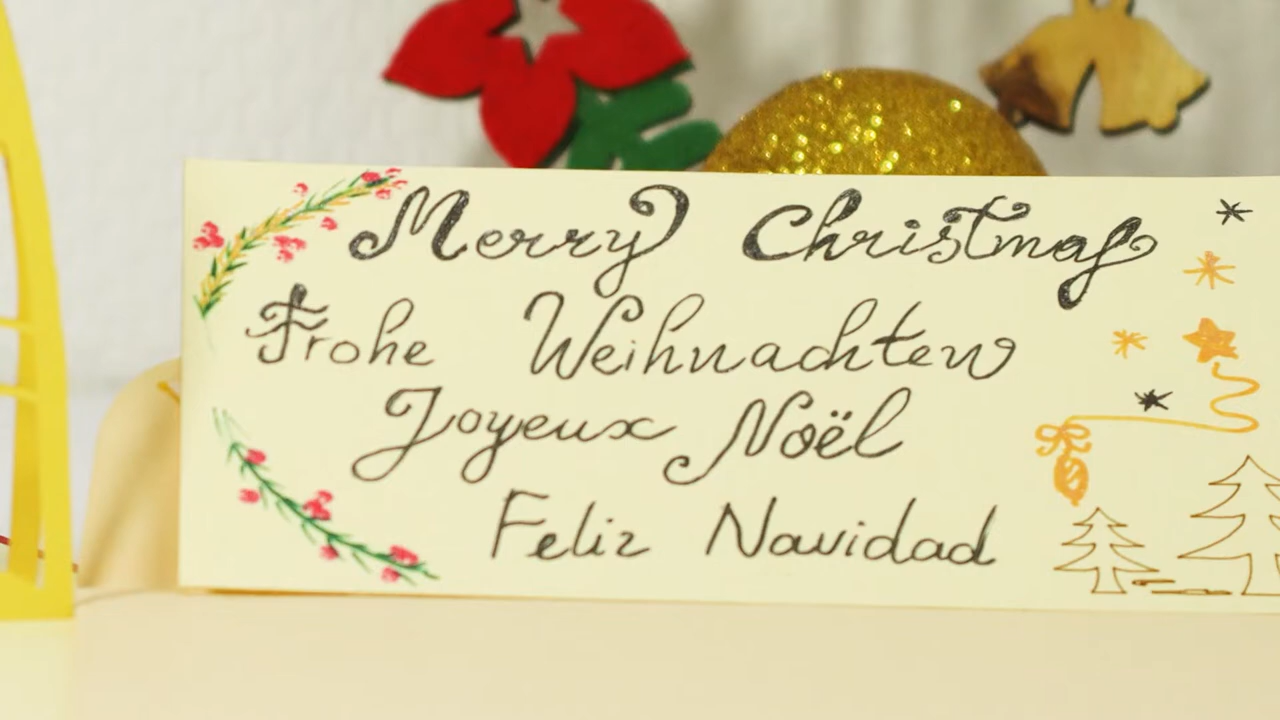 Merry Christmas
Frohe Weihnachten
Joyeux Noël
Feliz Navidad